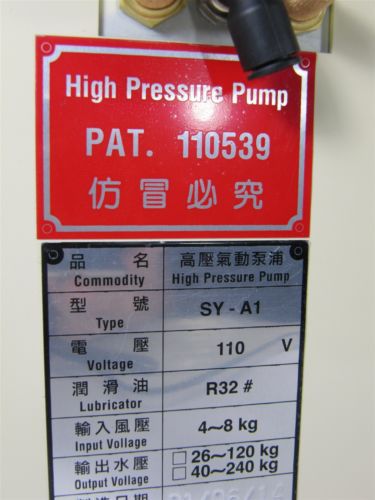 High Pressure Pump
PAT. 110539
仿冒必究
品名 高壓氣動泵浦
Commodity High Pressure Pump
型號 SY-A1
Type
電壓 110 V
Voltage
潤滑油 R32#
Lubricator
輸入風壓 4~8 kg
Input Vollage
輸出水壓 □26~120 kg
Output Voltage □40~240 kg